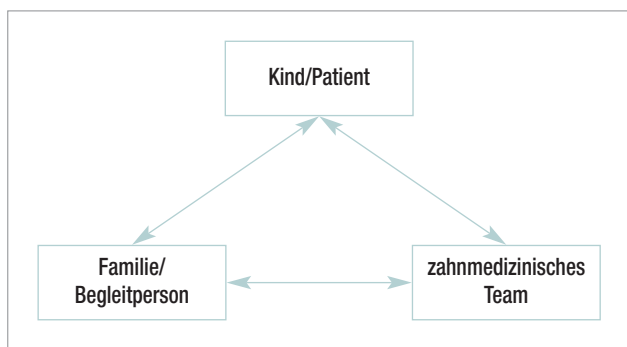 Kind/Patient
Familie/
Begleitperson
zahnmedizinisches
Team